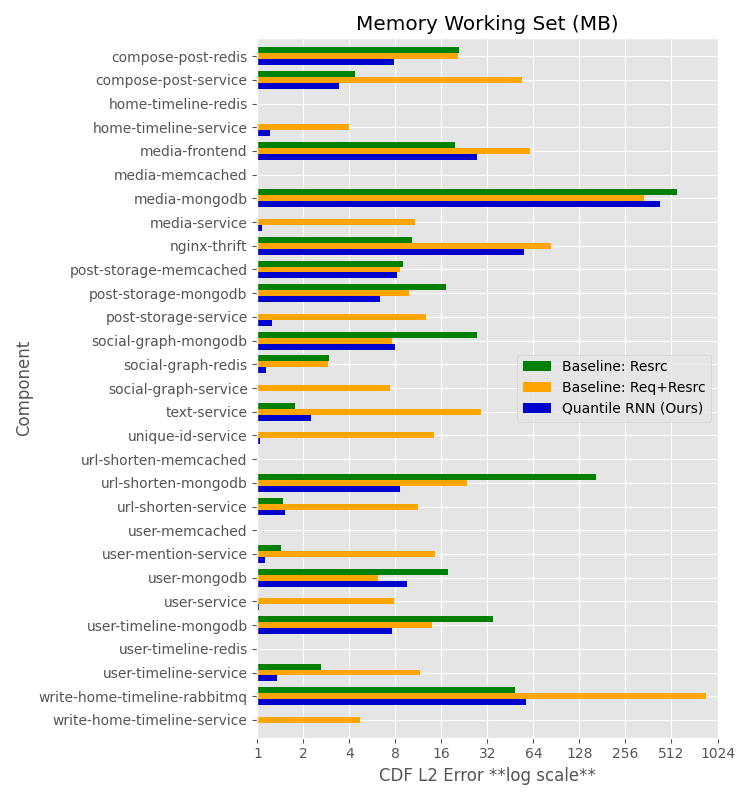 Memory Working Set (MB)
compose-post-redis
compose-post-service
home-timeline-redis
home-timeline-service
media-frontend
media-memcached
media-mongodb
media-service
nginx-thrift
post-storage-memcached
post-storage-mongodb
post-storage-service
social-graph-mongodb
social-graph-redis
social-graph-service
text-service
unique-id-service
url-shorten-memcached
url-shorten-mongodb
url-shorten-service
user-memcached
user-mention-service
user-mongodb
user-service
user-timeline-mongodb
user-timeline-redis
user-timeline-service
write-home-timeline-rabbitmq
write-home-timeline-service
Component
Baseline: Resrc
Baseline: Req+Resrc
Quantile RNN (Ours)
1 2 4 8 16 32 64 128 256 512 1024
CDF L2 Error **log scale**